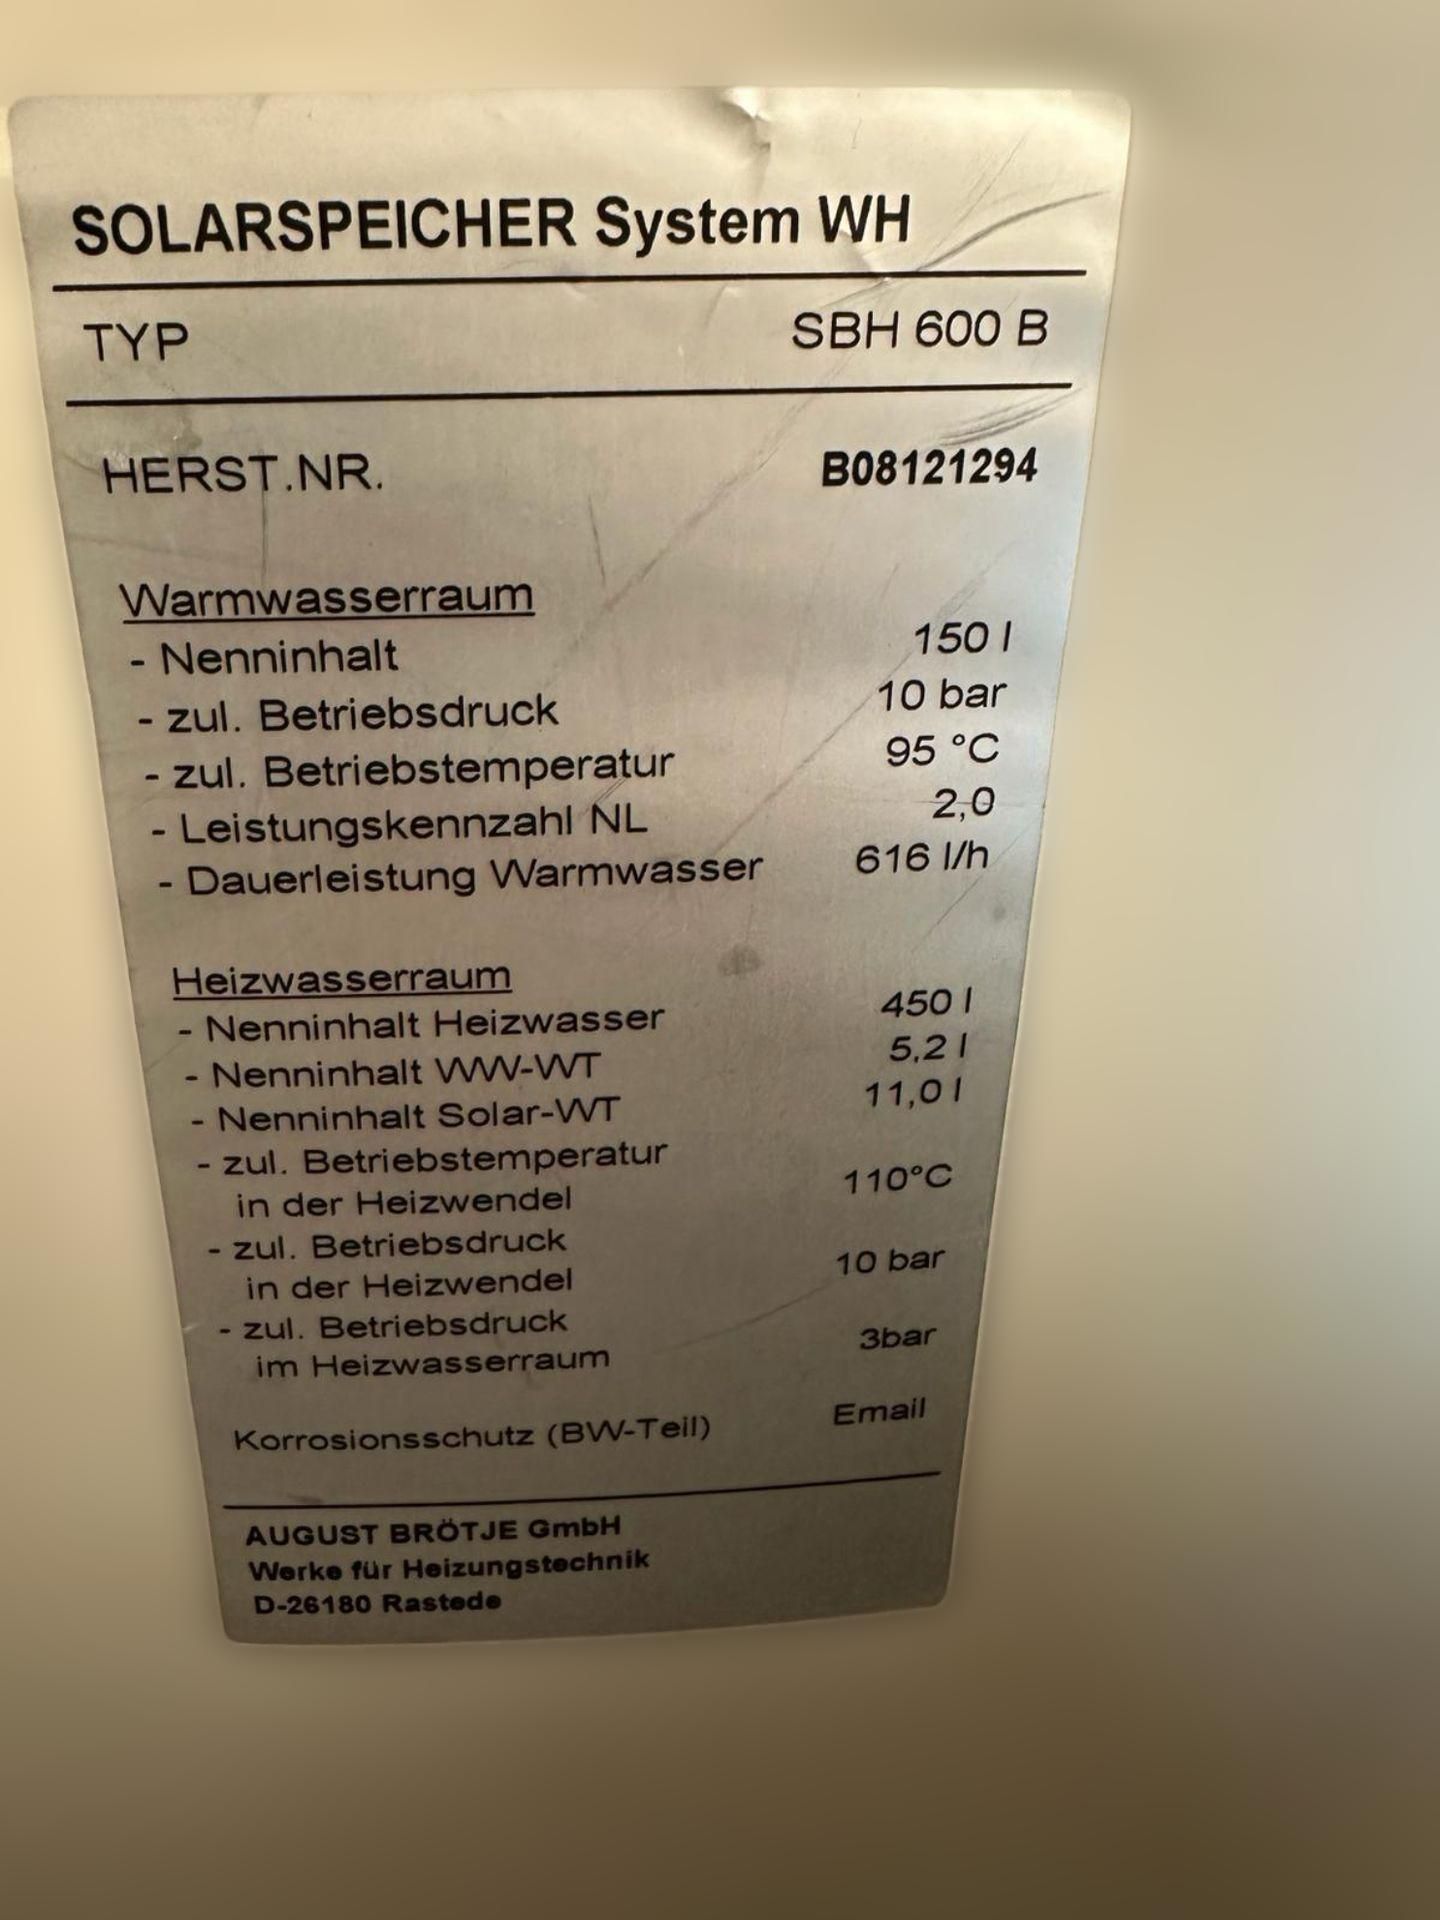 SOLARSPEICHER System WH
TYP SBH 600 B
HERST.NR. B08121294
Warmwasserraum
- Nenninhalt 150 l
- zul. Betriebsdruck 10 bar
- zul. Betriebstemperatur 95 °C
- Leistungskennzahl NL 2,0
- Dauerleistung Warmwasser 616 l/h
Heizwasserraum
- Nenninhalt Heizwasser 450 l
- Nenninhalt WW-WT 5,2 l
- Nenninhalt Solar-WT 11,0 l
- zul. Betriebstemperatur
in der Heizwendel 110°C
- zul. Betriebsdruck
in der Heizwendel 10 bar
- zul. Betriebsdruck
im Heizwasserraum 3bar
Korrosionsschutz (BW-Teil) Email
AUGUST BRÖTJE GmbH
Werke für Heizungstechnik
D-26180 Rastede